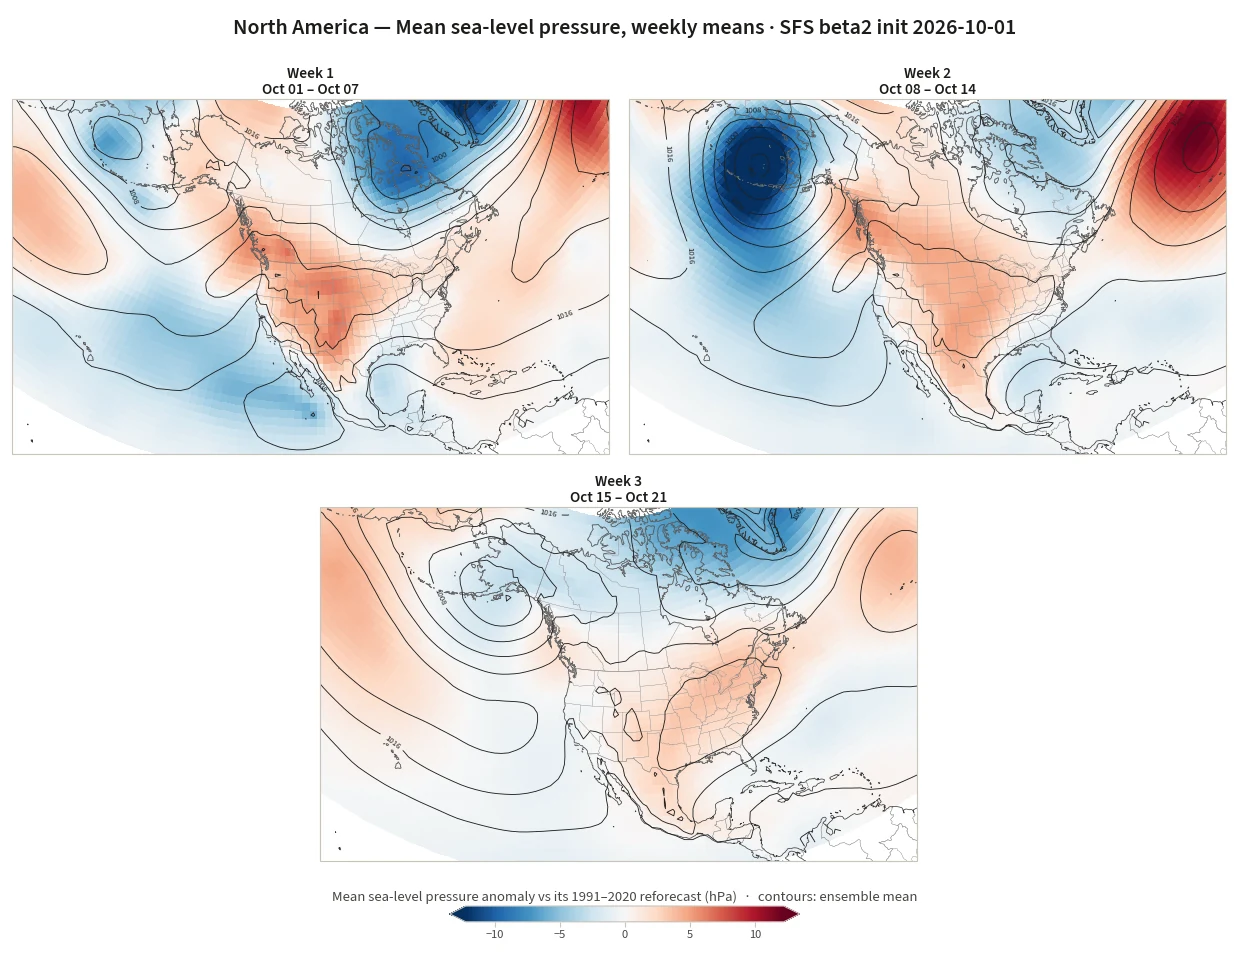 North America — Mean sea-level pressure, weekly means · SFS beta2 init 2026-10-01
Week 1
Oct 01 – Oct 07
Week 2
Oct 08 – Oct 14
1016
1000
1008
1016
1008
1016
1016
1016
Week 3
Oct 15 – Oct 21
1016
1008
1016
Mean sea-level pressure anomaly vs its 1991–2020 reforecast (hPa) · contours: ensemble mean
−10 −5 0 5 10